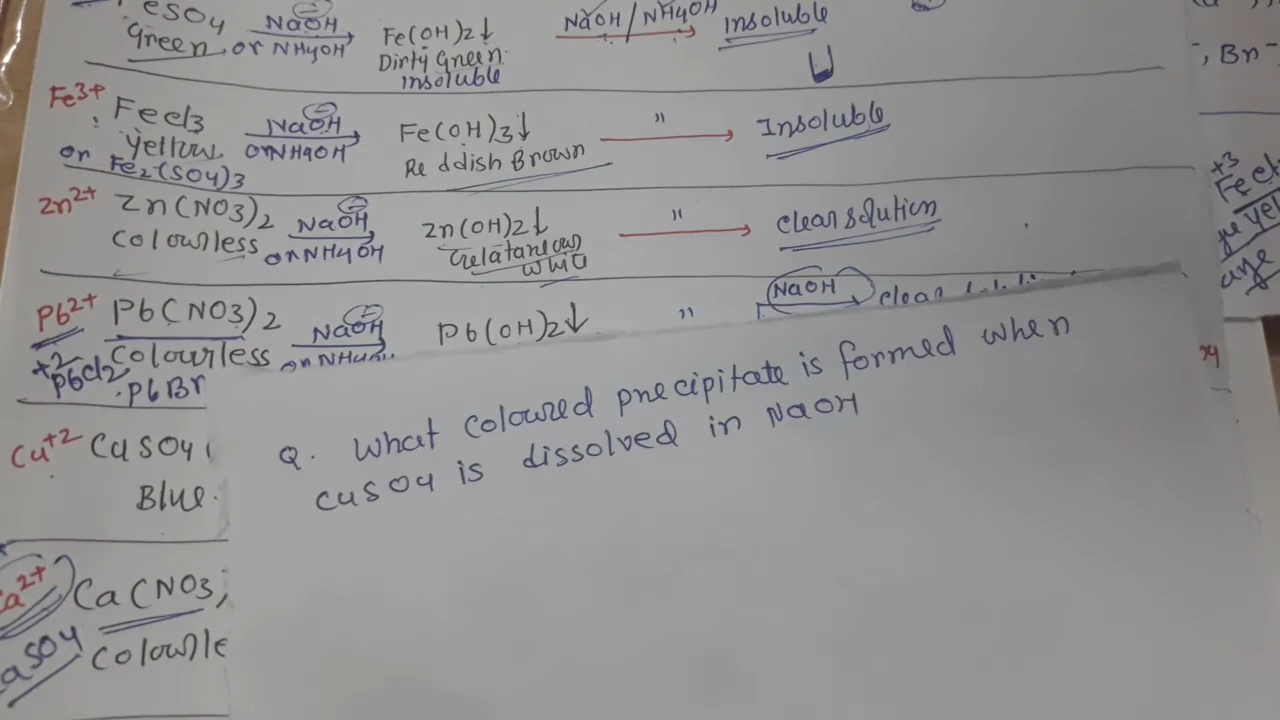 eSO4 NaOH NaOH/NH4OH Insoluble
Green or NH4OH Fe(OH)2↓
Dirty Green
insoluble
, Br-
Fe3+ FeCl3 NaOH Fe(OH)3↓ " Insoluble
Yellow or NH4OH Reddish Brown
or Fe2(SO4)3
+3
Zn2+ Zn(NO3)2 NaOH Zn(OH)2↓ " clear solution
colourless or NH4OH Gelataneous
Pb2+ Pb(NO3)2 NaOH Pb(OH)2↓ " NaOH clear
colourless
+2 PbCl2
PbBr
Q. What coloured precipitate is formed when
CuSO4 is dissolved in NaOH
Cu+2 CuSO4
Blue.
a2+ Ca(NO3)
aSO4 colourle